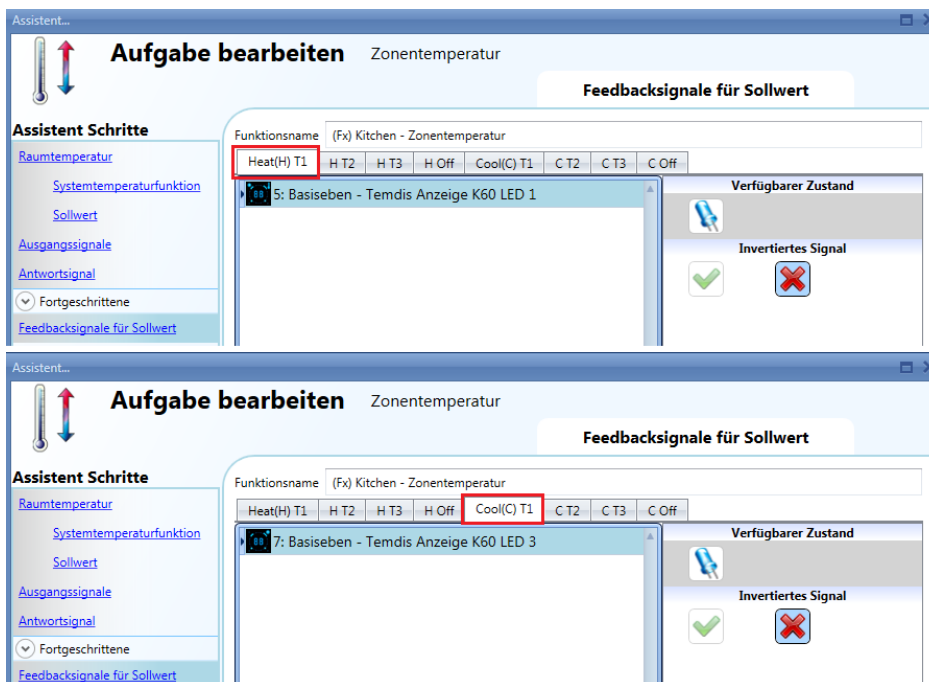 Assistent...
Aufgabe bearbeiten Zonentemperatur
Feedbacksignale für Sollwert
Assistent Schritte
Funktionsname (Fx) Kitchen - Zonentemperatur
Raumtemperatur
Heat(H) T1 H T2 H T3 H Off Cool(C) T1 C T2 C T3 C Off
Systemtemperaturfunktion
5: Basiseben - Temdis Anzeige K60 LED 1
Verfügbarer Zustand
Sollwert
Ausgangssignale
Invertiertes Signal
Antwortsignal
Fortgeschrittene
Feedbacksignale für Sollwert
Assistent...
Aufgabe bearbeiten Zonentemperatur
Feedbacksignale für Sollwert
Assistent Schritte
Funktionsname (Fx) Kitchen - Zonentemperatur
Raumtemperatur
Heat(H) T1 H T2 H T3 H Off Cool(C) T1 C T2 C T3 C Off
Systemtemperaturfunktion
7: Basiseben - Temdis Anzeige K60 LED 3
Verfügbarer Zustand
Sollwert
Ausgangssignale
Invertiertes Signal
Antwortsignal
Fortgeschrittene
Feedbacksignale für Sollwert